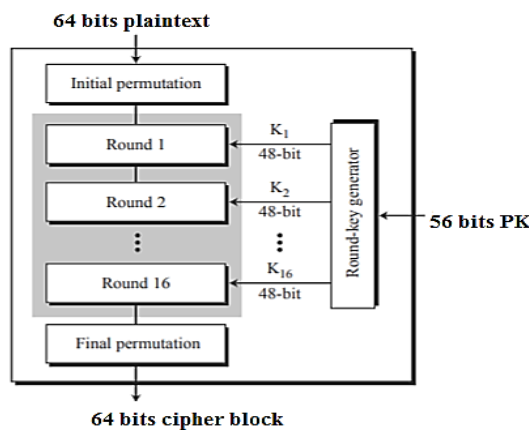 64 bits plaintext
Initial permutation
Round 1
K1
48-bit
Round 2
K2
48-bit
Round-key generator
56 bits PK
Round 16
K16
48-bit
Final permutation
64 bits cipher block